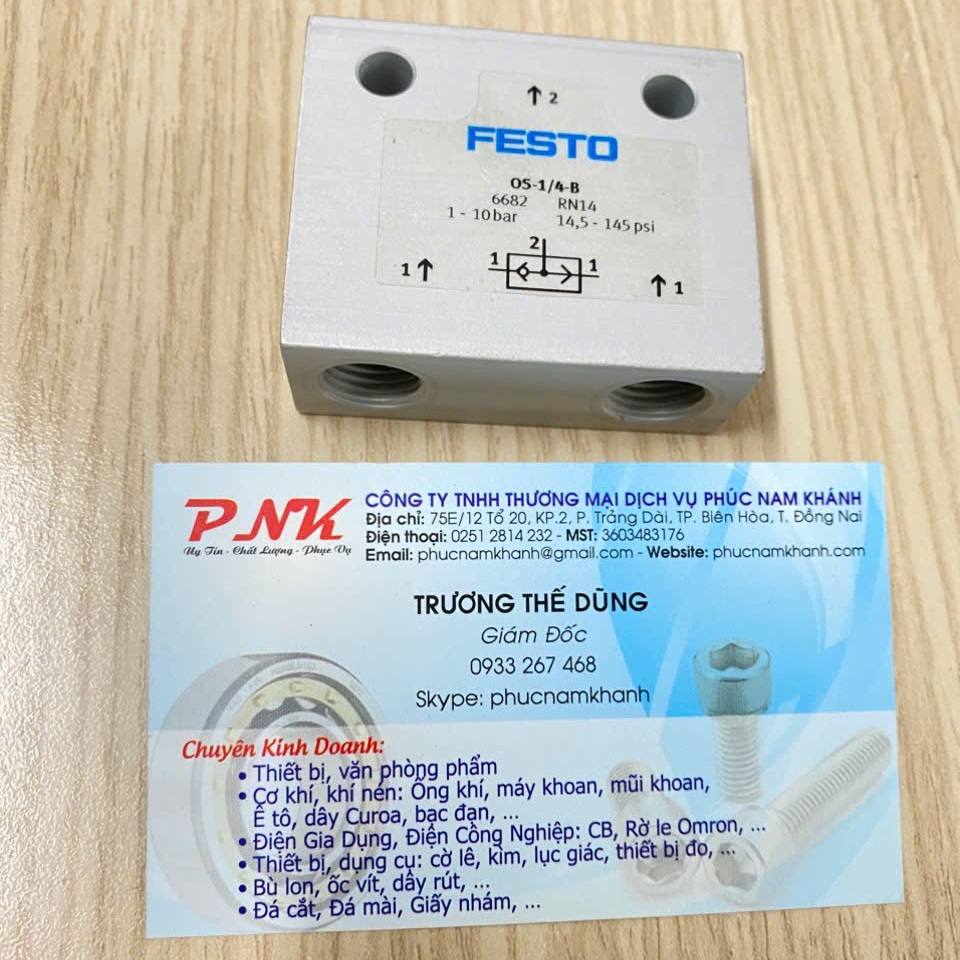 ↑ 2
FESTO
OS-1/4-B
6682 RN14
1 - 10 bar 14,5 - 145 psi
2
1 1
1 ↑ ↑ 1
PNK
Uy Tín - Chất Lượng - Phục Vụ
CÔNG TY TNHH THƯƠNG MẠI DỊCH VỤ PHÚC NAM KHÁNH
Địa chỉ: 75E/12 Tổ 20, KP.2, P. Trảng Dài, TP. Biên Hòa, T. Đồng Nai
Điện thoại: 0251 2814 232 - MST: 3603483176
Email: phucnamkhanh@gmail.com - Website: phucnamkhanh.com
TRƯƠNG THẾ DŨNG
Giám Đốc
0933 267 468
Skype: phucnamkhanh
Chuyên Kinh Doanh:
• Thiết bị, văn phòng phẩm
• Cơ khí, khí nén: Ống khí, máy khoan, mũi khoan,
Ê tô, dây Curoa, bạc đạn, ...
• Điện Gia Dụng, Điện Công Nghiệp: CB, Rờ le Omron, ...
• Thiết bị, dụng cụ: cờ lê, kìm, lục giác, thiết bị đo, ...
• Bù lon, ốc vít, dây rút, ...
• Đá cắt, Đá mài, Giấy nhám, ...